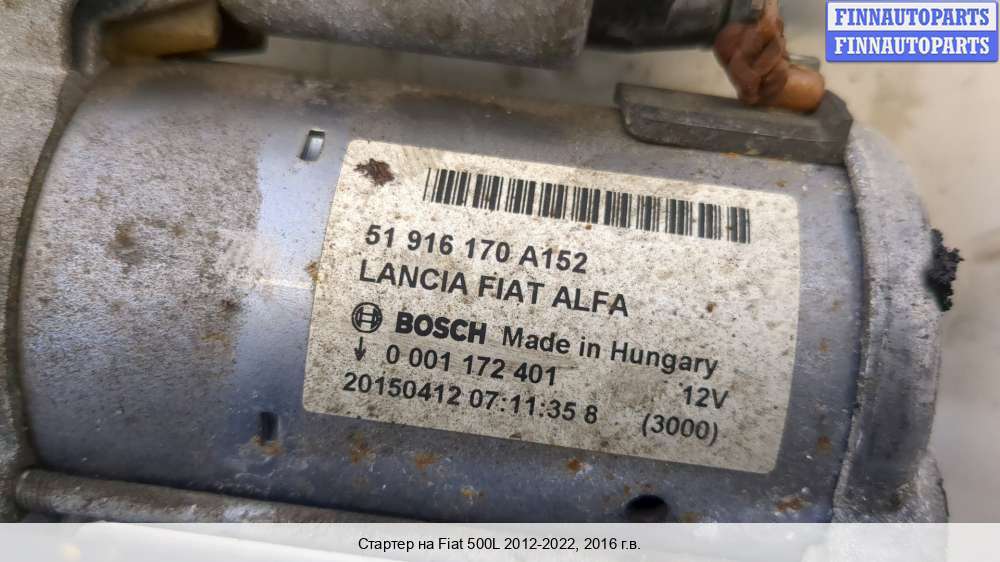 FINNAUTOPARTS
FINNAUTOPARTS
51 916 170 A152
LANCIA FIAT ALFA
BOSCH Made in Hungary
↓ 0 001 172 401 12V
20150412 07:11:35 8 (3000)
Стартер на Fiat 500L 2012-2022, 2016 г.в.